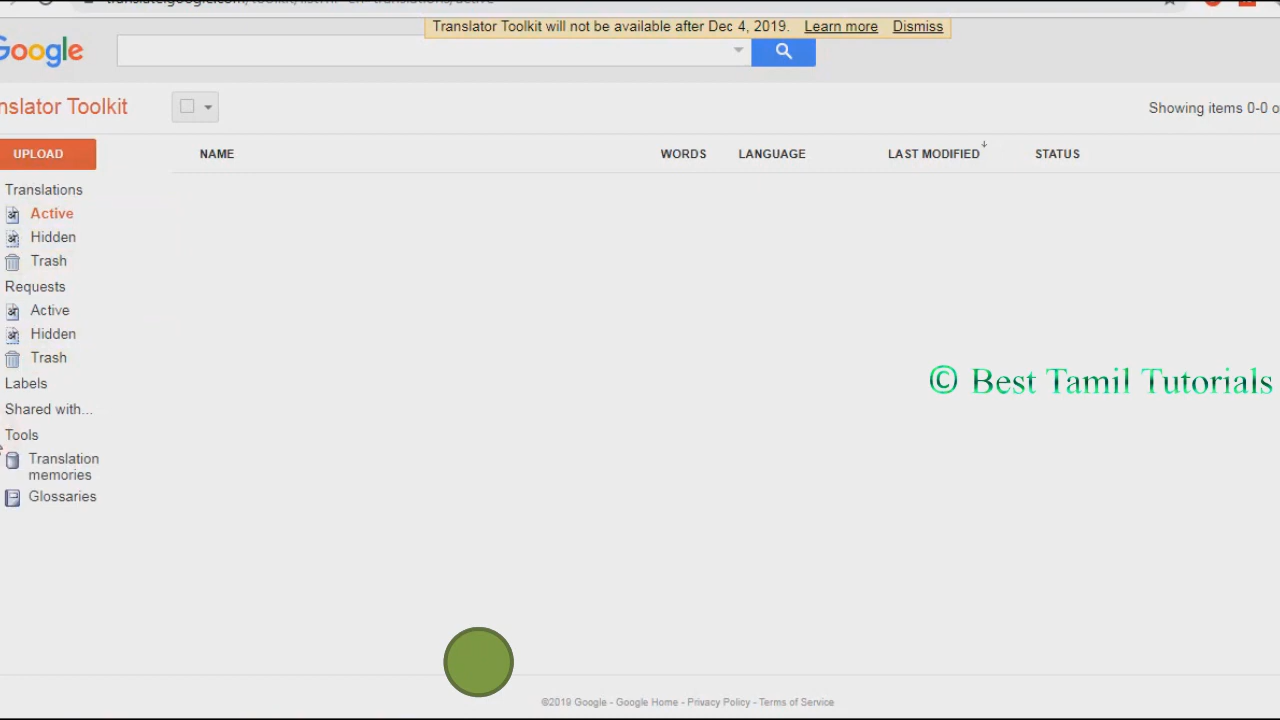 Translator Toolkit will not be available after Dec 4, 2019. Learn more Dismiss
Google
nslator Toolkit
Showing items 0-0 o
UPLOAD
NAME WORDS LANGUAGE LAST MODIFIED STATUS
Translations
Active
Hidden
Trash
Requests
Active
Hidden
Trash
Labels
Shared with...
Tools
Translation
memories
Glossaries
© Best Tamil Tutorials
©2019 Google - Google Home - Privacy Policy - Terms of Service